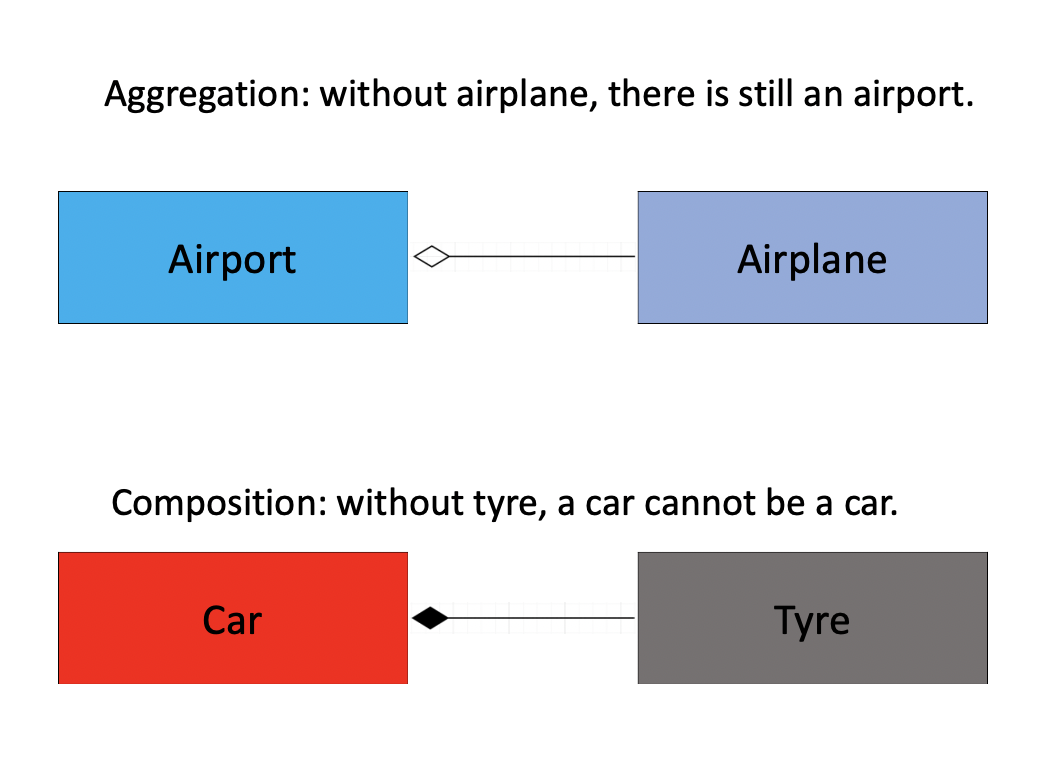 Aggregation: without airplane, there is still an airport.
Airport
Airplane
Composition: without tyre, a car cannot be a car.
Car
Tyre